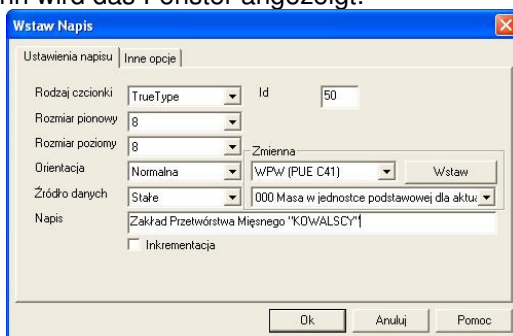 nn wird das Fenster angezeigt:
Wstaw Napis
Ustawienia napisu Inne opcje
Rodzaj czcionki TrueType Id 50
Rozmiar pionowy 8
Rozmiar poziomy 8 Zmienna
Orientacja Normalna WPW (PUE C41) Wstaw
Źródło danych Stałe 000 Masa w jednostce podstawowej dla aktua
Napis Zakład Przetwórstwa Mięsnego "KOWALSCY"
Inkrementacja
Ok Anuluj Pomoc